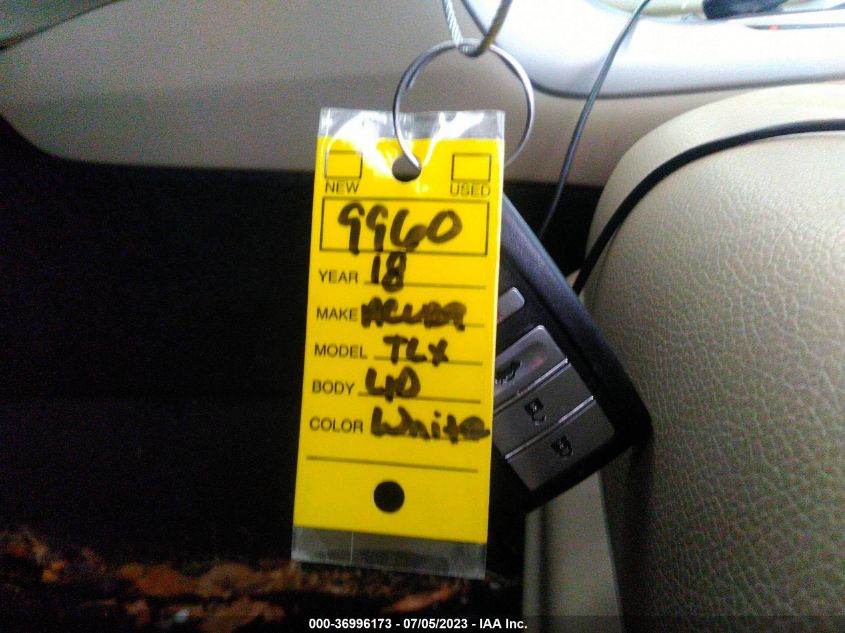 NEW USED
9960
YEAR 18
MAKE ACURA
MODEL TLX
BODY 4D
COLOR White
000-36996173 - 07/05/2023 - IAA Inc.